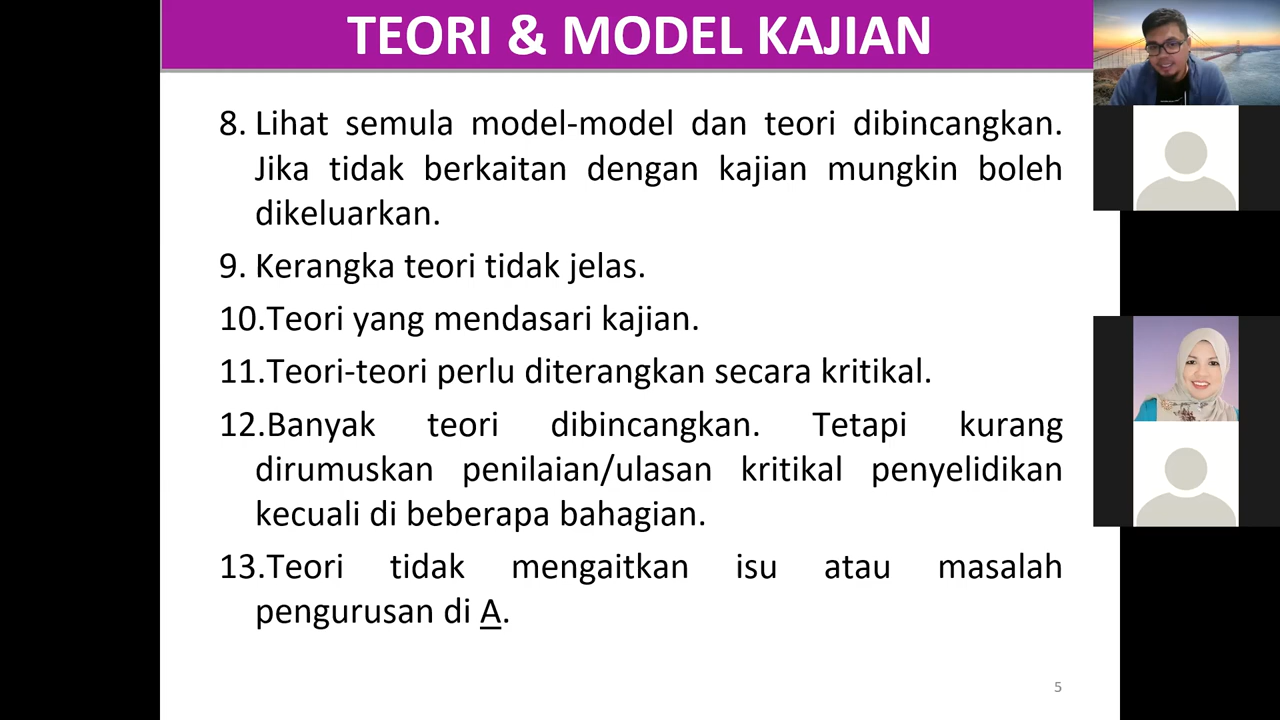 TEORI & MODEL KAJIAN
8. Lihat semula model-model dan teori dibincangkan.
Jika tidak berkaitan dengan kajian mungkin boleh
dikeluarkan.
9. Kerangka teori tidak jelas.
10.Teori yang mendasari kajian.
11.Teori-teori perlu diterangkan secara kritikal.
12.Banyak teori dibincangkan. Tetapi kurang
dirumuskan penilaian/ulasan kritikal penyelidikan
kecuali di beberapa bahagian.
13.Teori tidak mengaitkan isu atau masalah
pengurusan di A.
5